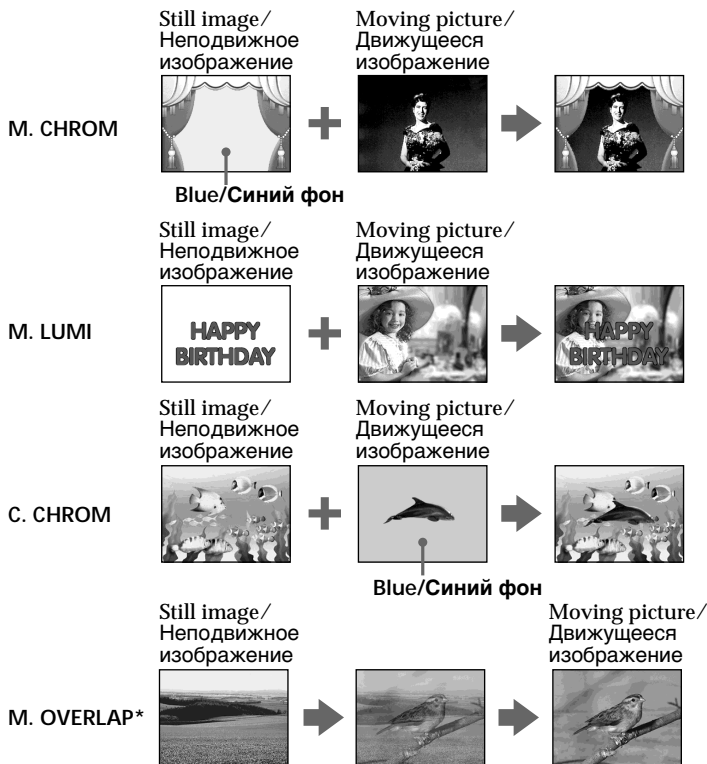 Still image/
Неподвижное
изображение
Moving picture/
Движущееся
изображение
M. CHROM
Blue/Синий фон
Still image/
Неподвижное
изображение
Moving picture/
Движущееся
изображение
M. LUMI
HAPPY
BIRTHDAY
HAPPY
BIRTHDAY
Still image/
Неподвижное
изображение
Moving picture/
Движущееся
изображение
C. CHROM
Blue/Синий фон
Still image/
Неподвижное
изображение
Moving picture/
Движущееся
изображение
M. OVERLAP*